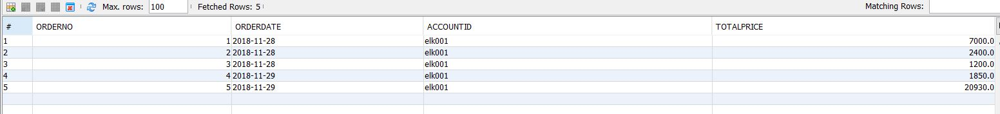 Max. rows: 100 Fetched Rows: 5 Matching Rows:
# ORDERNO ORDERDATE ACCOUNTID TOTALPRICE
1 1 2018-11-28 elk001 7000.0
2 2 2018-11-28 elk001 2400.0
3 3 2018-11-28 elk001 1200.0
4 4 2018-11-29 elk001 1850.0
5 5 2018-11-29 elk001 20930.0